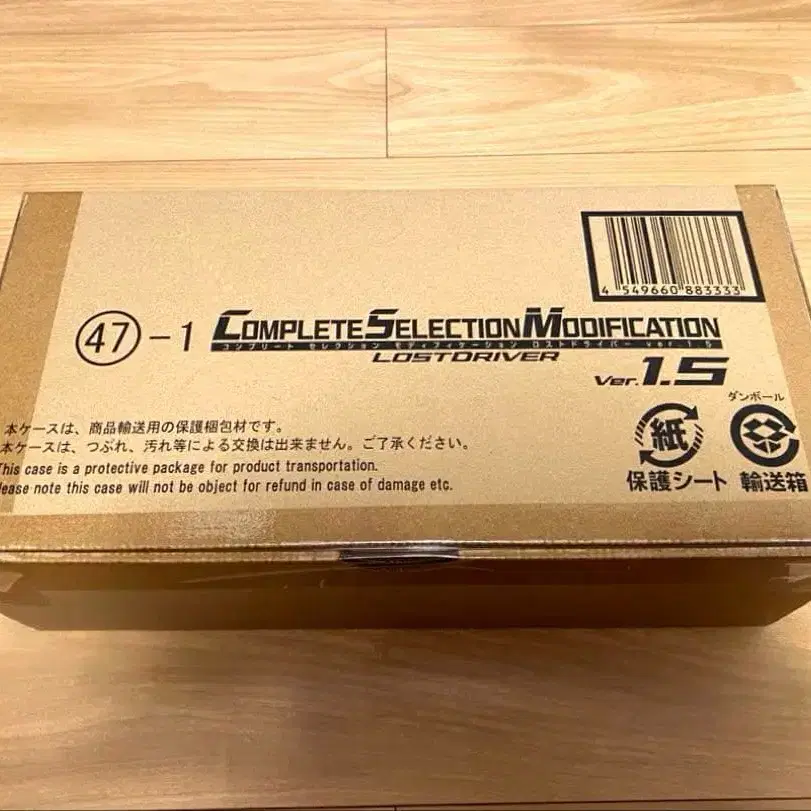 4 549660 883333
㊼-1 COMPLETE SELECTION MODIFICATION
コンプリート セレクション モディフィケーション ロストドライバー ver.1.5
LOSTDRIVER
Ver.1.5
ダンボール
本ケースは、商品輸送用の保護梱包材です。
本ケースは、つぶれ、汚れ等による交換は出来ません。ご了承ください。
This case is a protective package for product transportation.
lease note this case will not be object for refund in case of damage etc.
紙
保護シート
輸送箱